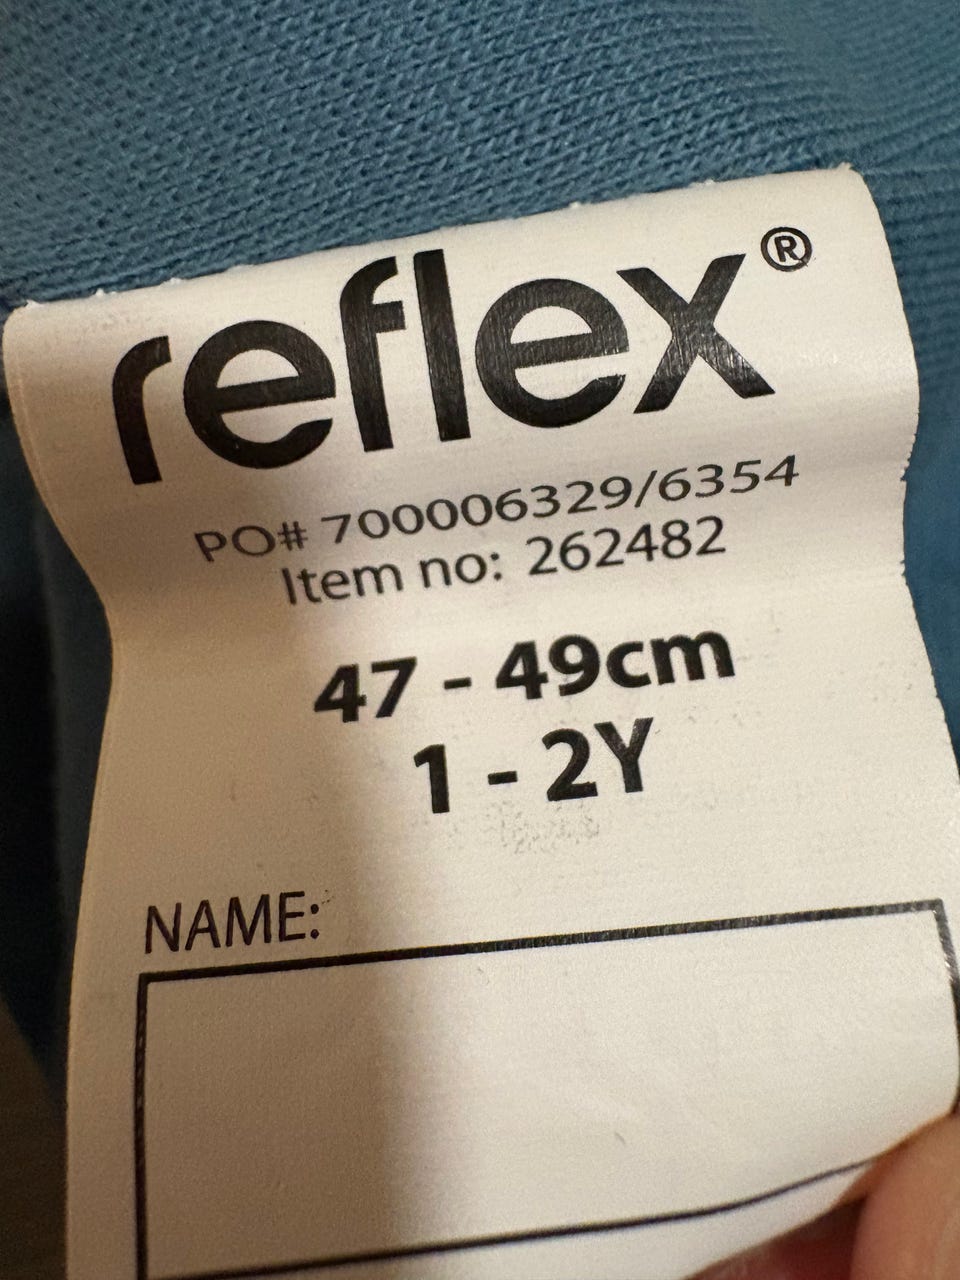 reflex®
PO# 700006329/6354
Item no: 262482
47 - 49cm
1 - 2Y
NAME: